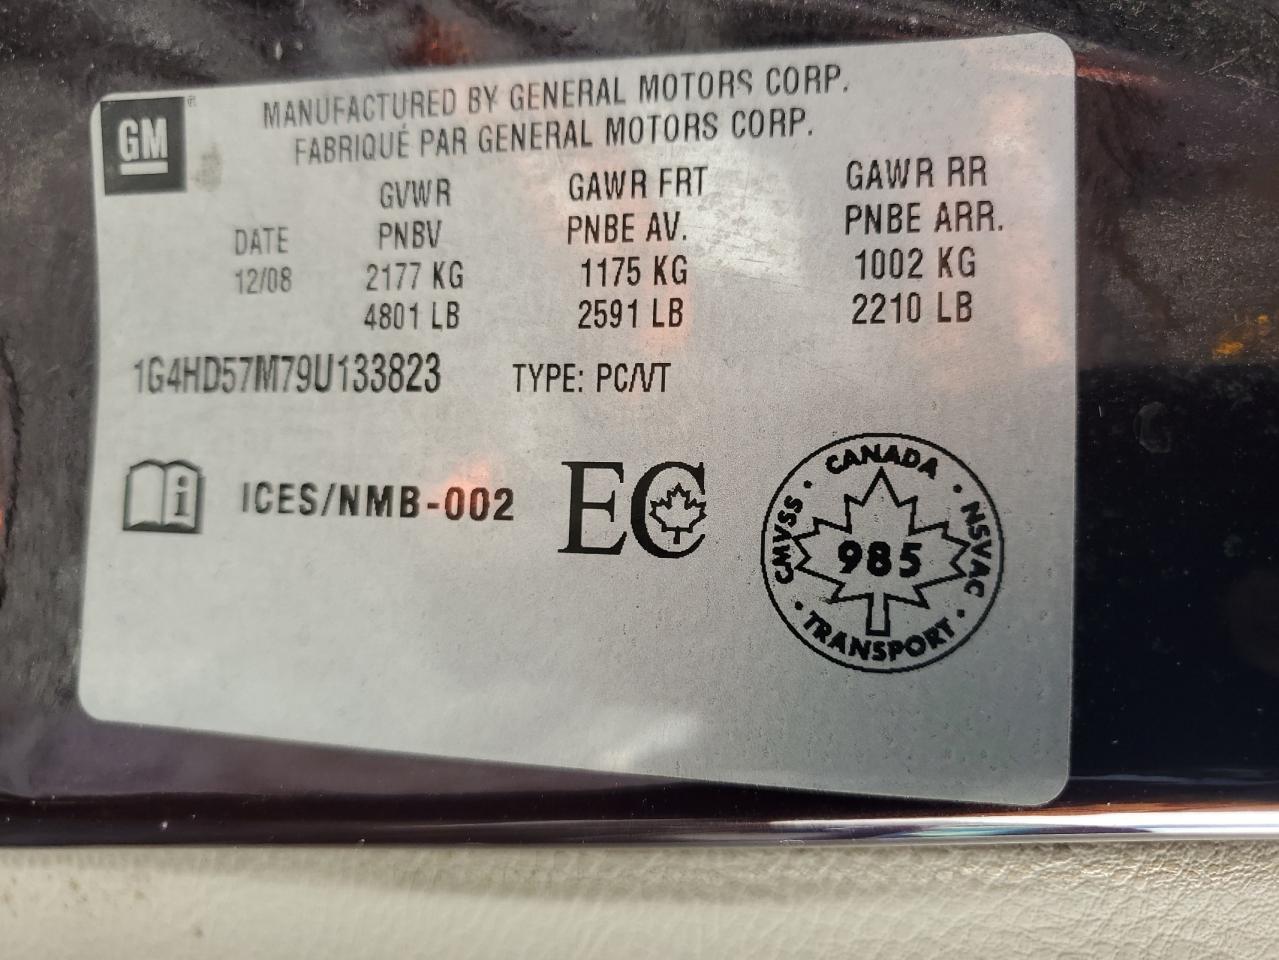 GM
MANUFACTURED BY GENERAL MOTORS CORP.
FABRIQUÉ PAR GENERAL MOTORS CORP.
GVWR GAWR FRT GAWR RR
DATE PNBV PNBE AV. PNBE ARR.
12/08 2177 KG 1175 KG 1002 KG
4801 LB 2591 LB 2210 LB
1G4HD57M79U133823 TYPE: PC/VT
i ICES/NMB-002 EC
CANADA · NSVAC · TRANSPORT · CMVSS ·
985